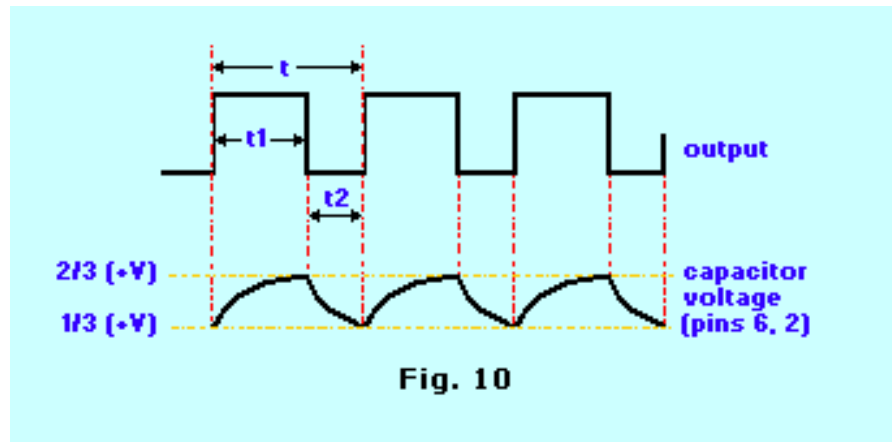 t
t1
output
t2
2/3 (+V)
capacitor
voltage
1/3 (+V)
(pins 6, 2)
Fig. 10